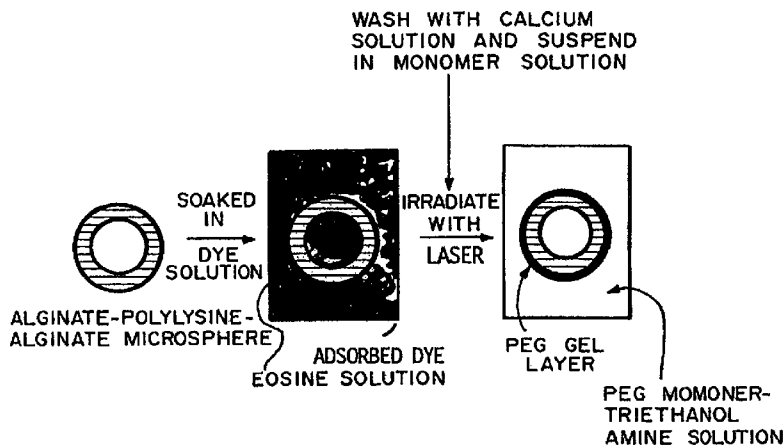 WASH WITH CALCIUM
SOLUTION AND SUSPEND
IN MONOMER SOLUTION
SOAKED
IN
DYE
SOLUTION
IRRADIATE
WITH
LASER
ALGINATE-POLYLYSINE-
ALGINATE MICROSPHERE
ADSORBED DYE
EOSINE SOLUTION
PEG GEL
LAYER
PEG MOMONER-
TRIETHANOL
AMINE SOLUTION